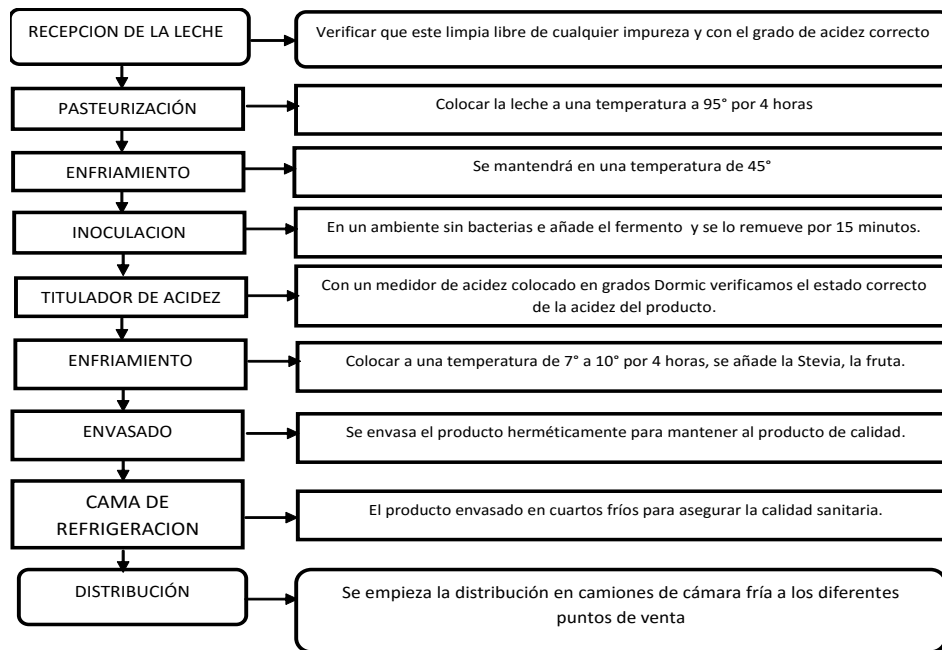 RECEPCION DE LA LECHE
Verificar que este limpia libre de cualquier impureza y con el grado de acidez correcto
PASTEURIZACIÓN
Colocar la leche a una temperatura a 95° por 4 horas
ENFRIAMIENTO
Se mantendrá en una temperatura de 45°
INOCULACION
En un ambiente sin bacterias e añade el fermento y se lo remueve por 15 minutos.
TITULADOR DE ACIDEZ
Con un medidor de acidez colocado en grados Dormic verificamos el estado correcto
de la acidez del producto.
ENFRIAMIENTO
Colocar a una temperatura de 7° a 10° por 4 horas, se añade la Stevia, la fruta.
ENVASADO
Se envasa el producto herméticamente para mantener al producto de calidad.
CAMA DE
REFRIGERACION
El producto envasado en cuartos fríos para asegurar la calidad sanitaria.
DISTRIBUCIÓN
Se empieza la distribución en camiones de cámara fría a los diferentes
puntos de venta